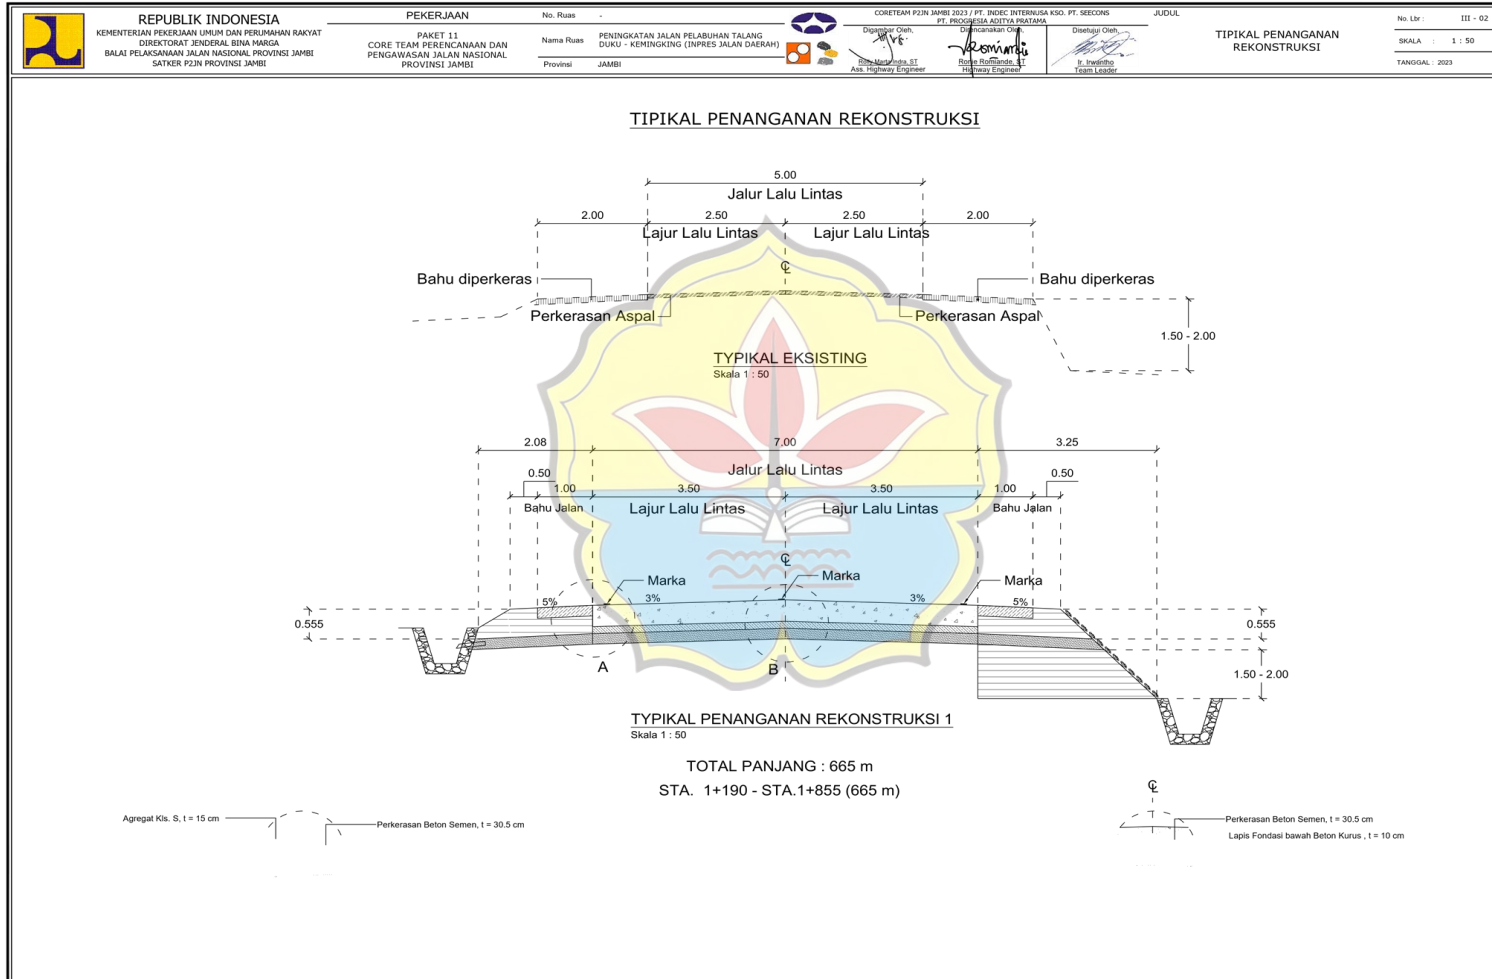 REPUBLIK INDONESIA
KEMENTERIAN PEKERJAAN UMUM DAN PERUMAHAN RAKYAT
DIREKTORAT JENDERAL BINA MARGA
BALAI PELAKSANAAN JALAN NASIONAL PROVINSI JAMBI
SATKER P2JN PROVINSI JAMBI
PEKERJAAN
PAKET 11
CORE TEAM PERENCANAAN DAN
PENGAWASAN JALAN NASIONAL
PROVINSI JAMBI
No. Ruas -
Nama Ruas PENINGKATAN JALAN PELABUHAN TALANG
DUKU - KEMINGKING (INPRES JALAN DAERAH)
Provinsi JAMBI
CORETEAM P2JN JAMBI 2023 / PT. INDEC INTERNUSA KSO. PT. SEECONS
PT. PROGRESIA ADITYA PRATAMA
Digambar Oleh,
Ass. Highway Engineer
Direncanakan Oleh,
Ronie Romiande, ST
Highway Engineer
Disetujui Oleh,
Ir. Irwantho
Team Leader
JUDUL
TIPIKAL PENANGANAN
REKONSTRUKSI
No. Lbr : III - 02
SKALA : 1 : 50
TANGGAL : 2023
TIPIKAL PENANGANAN REKONSTRUKSI
5.00
Jalur Lalu Lintas
2.00 2.50 2.50 2.00
Lajur Lalu Lintas Lajur Lalu Lintas
℄
Bahu diperkeras Bahu diperkeras
Perkerasan Aspal Perkerasan Aspal
1.50 - 2.00
TYPIKAL EKSISTING
Skala 1 : 50
2.08 7.00 3.25
Jalur Lalu Lintas
0.50 0.50
1.00 3.50 3.50 1.00
Bahu Jalan Lajur Lalu Lintas Lajur Lalu Lintas Bahu Jalan
℄
Marka Marka Marka
5% 3% 3% 5%
0.555 0.555
A B
1.50 - 2.00
TYPIKAL PENANGANAN REKONSTRUKSI 1
Skala 1 : 50
TOTAL PANJANG : 665 m
STA. 1+190 - STA.1+855 (665 m)
℄
Agregat Kls. S, t = 15 cm
Perkerasan Beton Semen, t = 30.5 cm
Perkerasan Beton Semen, t = 30.5 cm
Lapis Fondasi bawah Beton Kurus , t = 10 cm